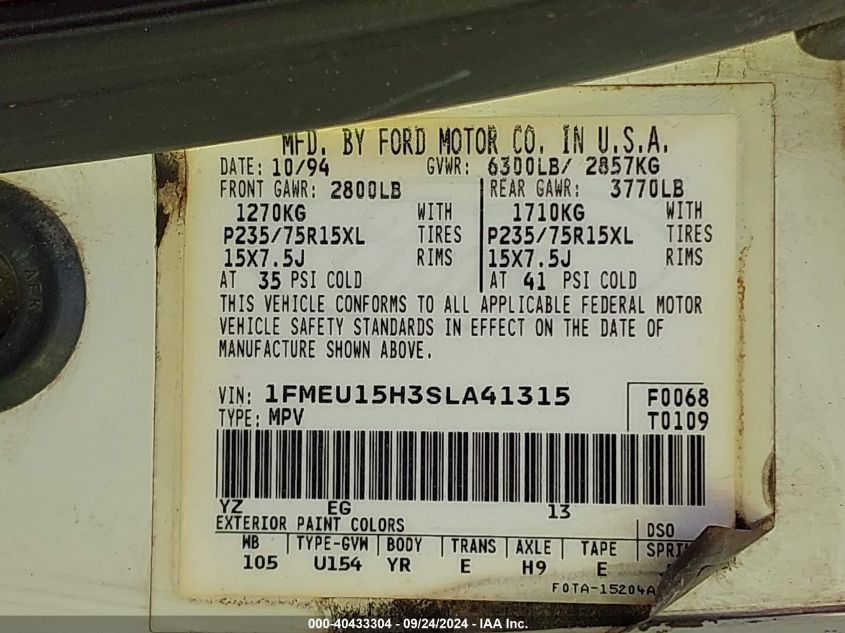 MFD. BY FORD MOTOR CO. IN U.S.A.
DATE: 10/94 GVWR: 6300LB/ 2857KG
FRONT GAWR: 2800LB REAR GAWR: 3770LB
1270KG WITH 1710KG WITH
P235/75R15XL TIRES P235/75R15XL TIRES
15X7.5J RIMS 15X7.5J RIMS
AT 35 PSI COLD AT 41 PSI COLD
THIS VEHICLE CONFORMS TO ALL APPLICABLE FEDERAL MOTOR
VEHICLE SAFETY STANDARDS IN EFFECT ON THE DATE OF
MANUFACTURE SHOWN ABOVE.
VIN: 1FMEU15H3SLA41315 F0068
TYPE: MPV T0109
YZ EG 13
EXTERIOR PAINT COLORS DSO
WB TYPE-GVW BODY TRANS AXLE TAPE
105 U154 YR E H9 E
F0TA-15204A
000-40433304 / 09/24/2024 - IAA Inc.